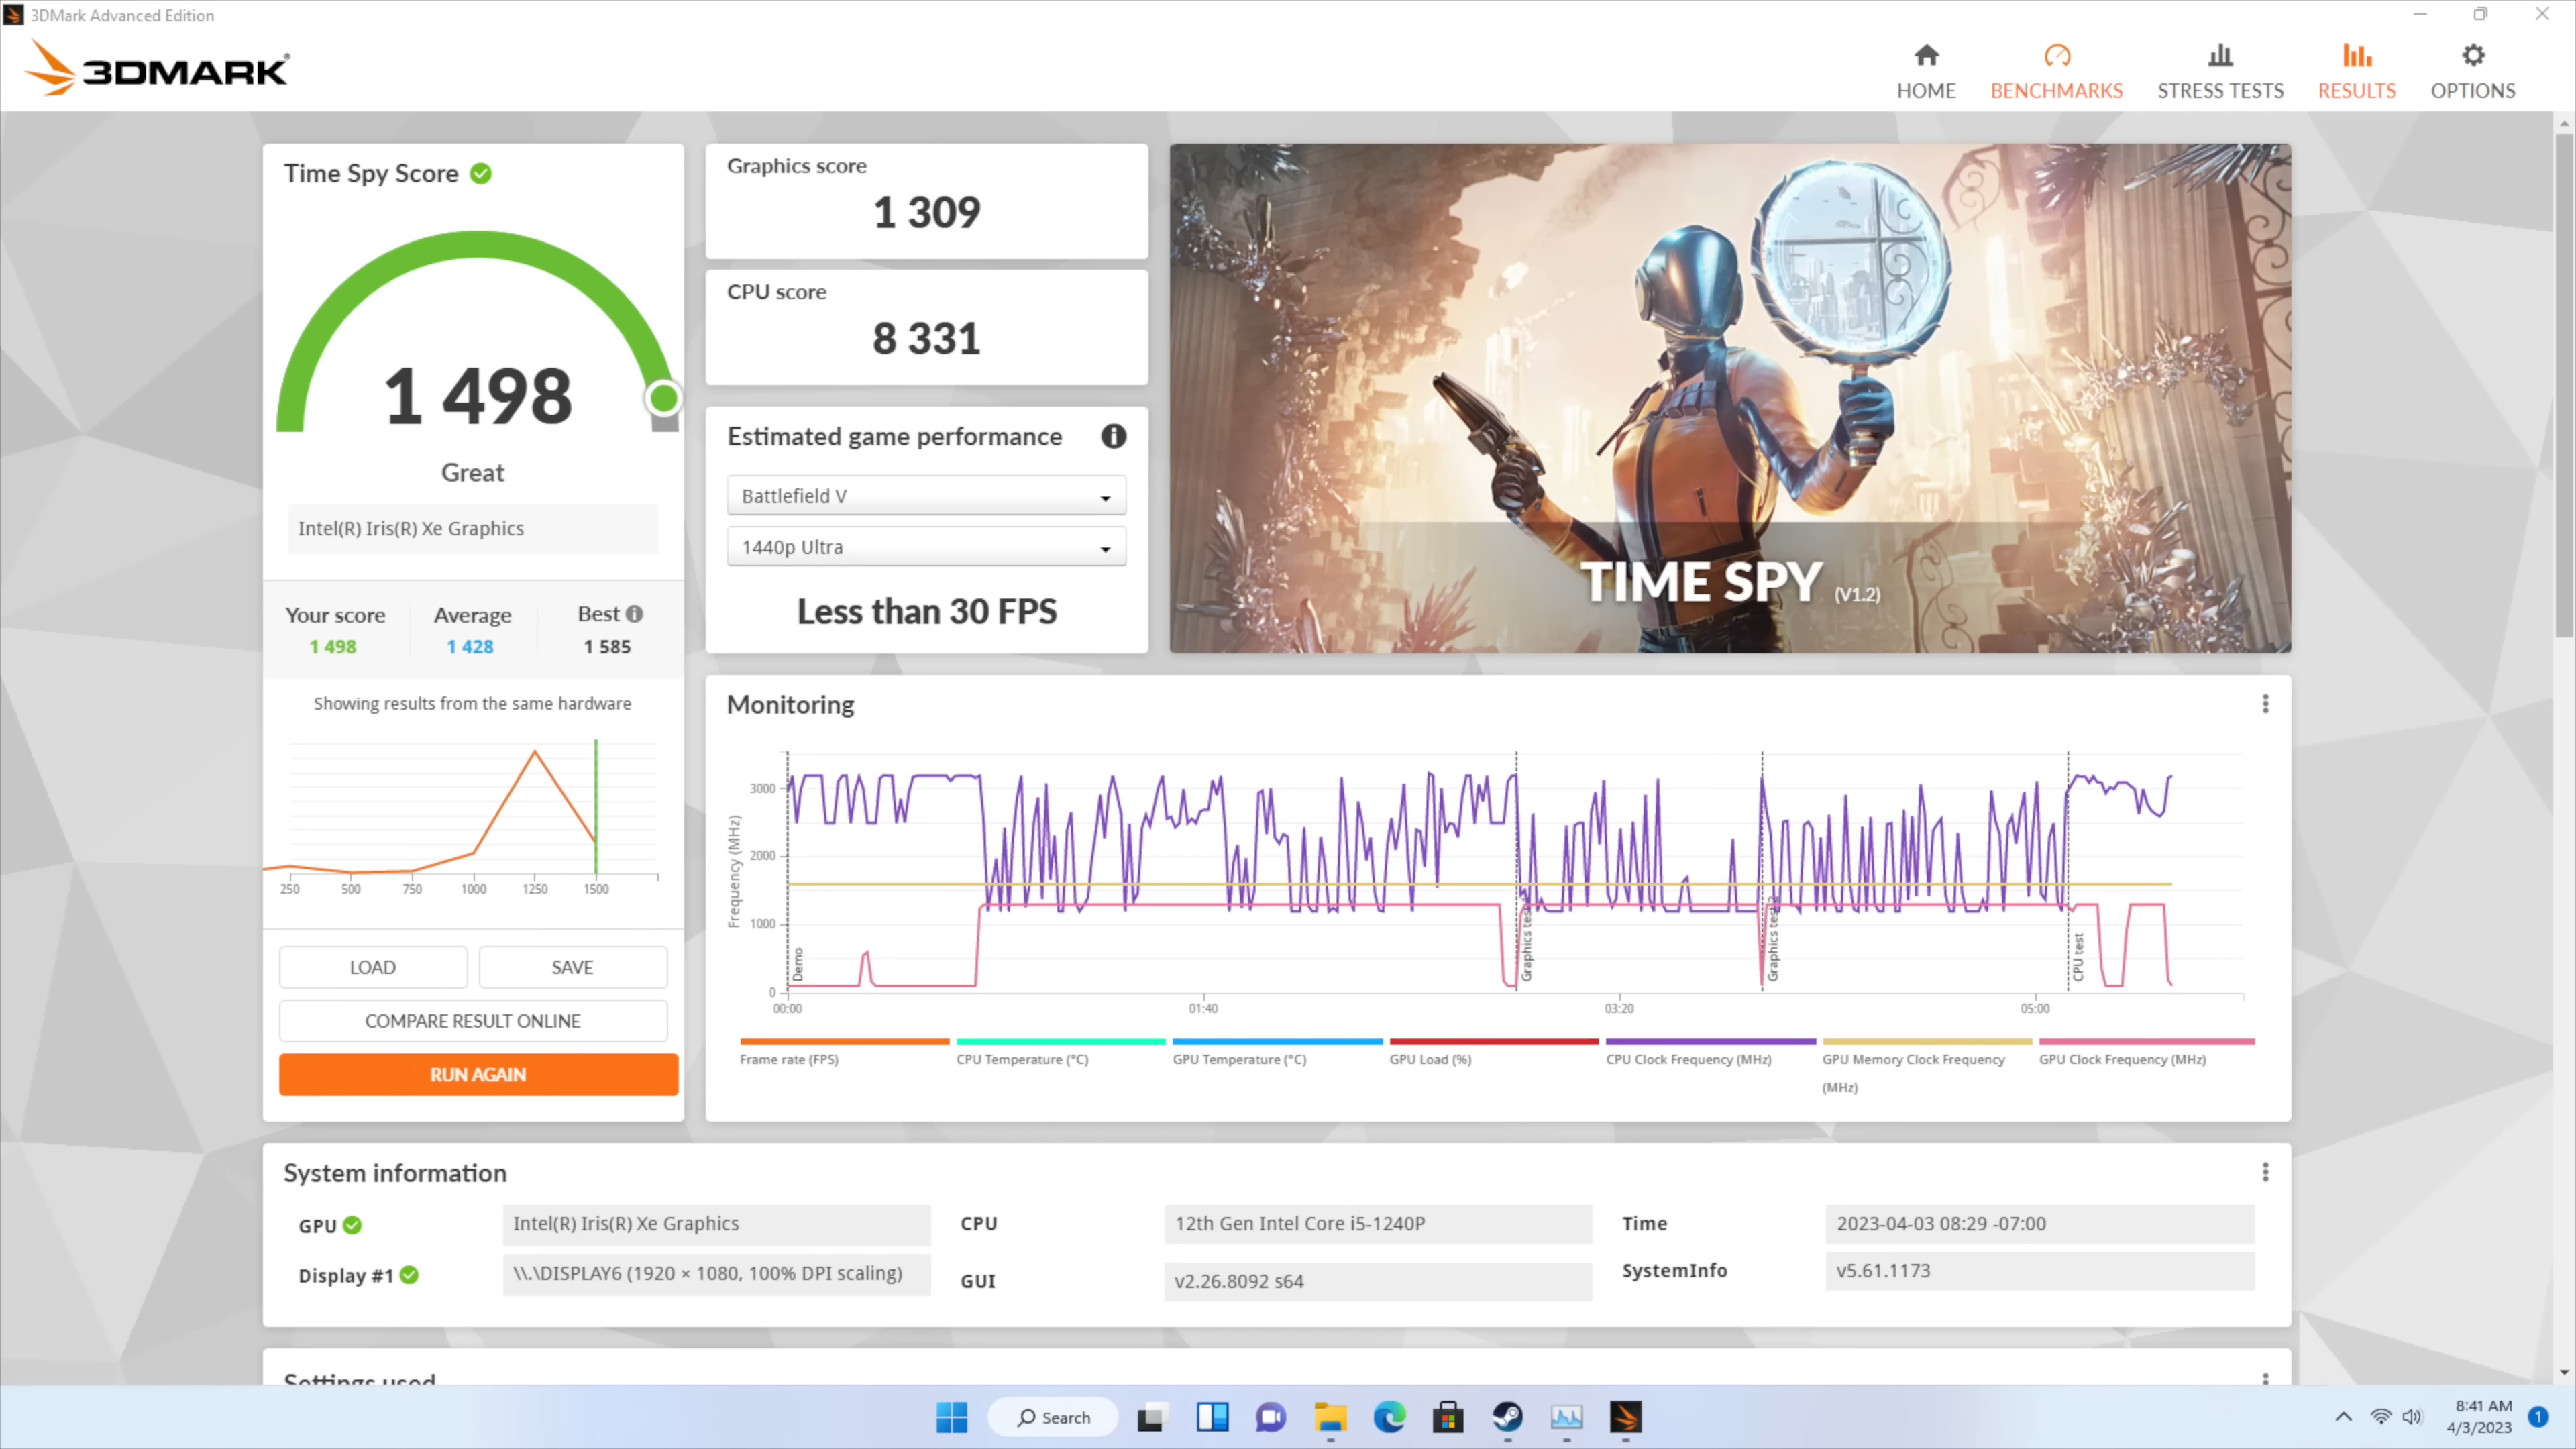 3DMark Advanced Edition
3DMARK®
HOME
BENCHMARKS
STRESS TESTS
RESULTS
OPTIONS
Time Spy Score
1 498
Great
Intel(R) Iris(R) Xe Graphics
Your score
Average
Best
1 498
1 428
1 585
Showing results from the same hardware
250 500 750 1000 1250 1500
LOAD
SAVE
COMPARE RESULT ONLINE
RUN AGAIN
Graphics score
1 309
CPU score
8 331
Estimated game performance
Battlefield V
1440p Ultra
Less than 30 FPS
TIME SPY (V1.2)
Monitoring
Frequency (MHz)
3000
2000
1000
0
Demo
Graphics test
Graphics test 2
CPU test
00:00 01:40 03:20 05:00
Frame rate (FPS)
CPU Temperature (°C)
GPU Temperature (°C)
GPU Load (%)
CPU Clock Frequency (MHz)
GPU Memory Clock Frequency
(MHz)
GPU Clock Frequency (MHz)
System information
GPU
Intel(R) Iris(R) Xe Graphics
CPU
12th Gen Intel Core i5-1240P
Time
2023-04-03 08:29 -07:00
Display #1
\\.\DISPLAY6 (1920 × 1080, 100% DPI scaling)
GUI
v2.26.8092 s64
SystemInfo
v5.61.1173
Settings used
Search
8:41 AM
4/3/2023
1